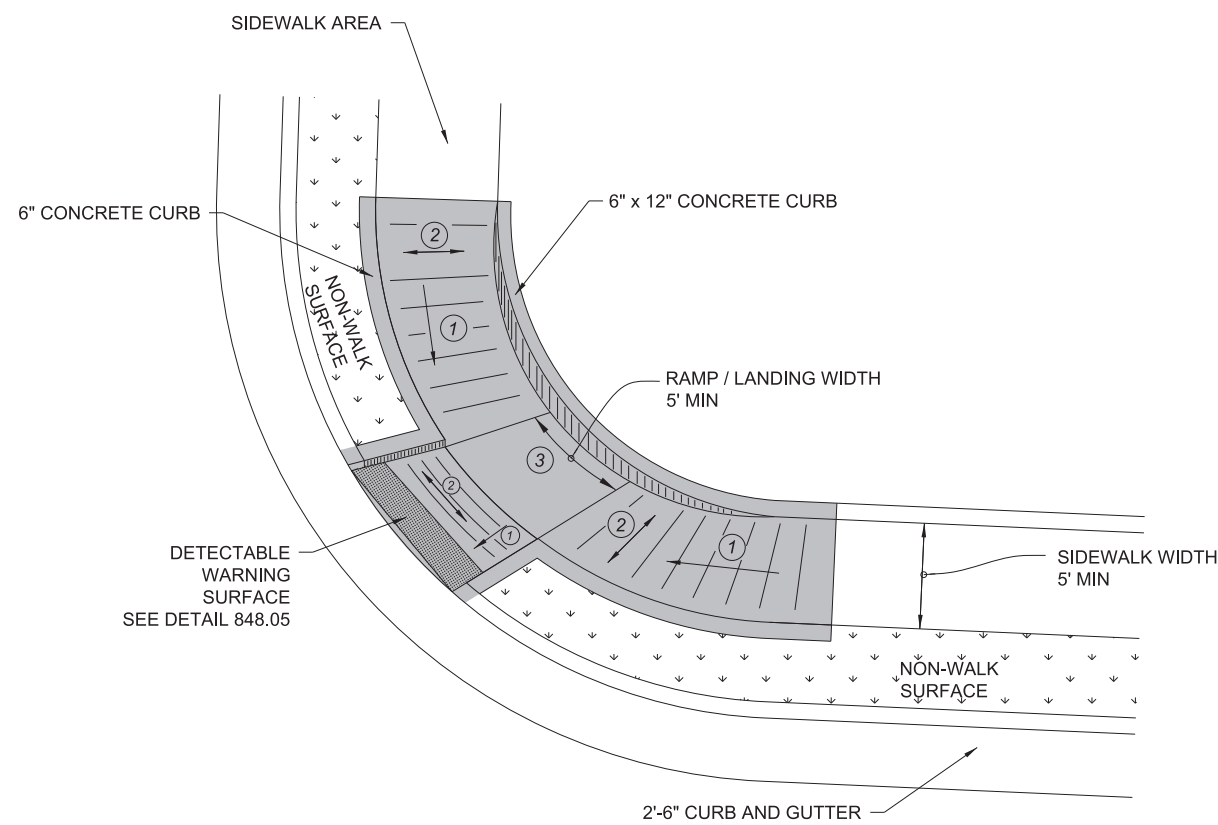 SIDEWALK AREA
6" CONCRETE CURB
6" x 12" CONCRETE CURB
2
NON-WALK
SURFACE
1
RAMP / LANDING WIDTH
5' MIN
3
2
1
2
1
DETECTABLE
WARNING
SURFACE
SEE DETAIL 848.05
SIDEWALK WIDTH
5' MIN
NON-WALK
SURFACE
2'-6" CURB AND GUTTER